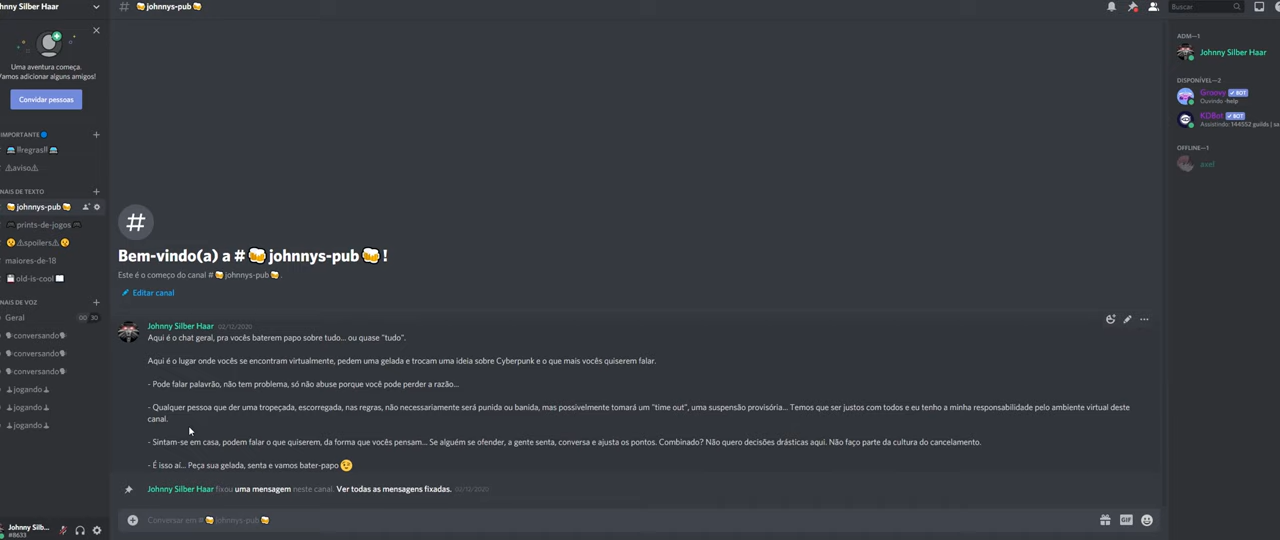 ohnny Silber Haar
johnnys-pub
Buscar
Uma aventura começa.
Vamos adicionar alguns amigos!
Convidar pessoas
IMPORTANTE
!!regras!!
⚠aviso⚠
NAIS DE TEXTO
johnnys-pub
prints-de-jogos
⚠spoilers⚠
maiores-de-18
old-is-cool
NAIS DE VOZ
Geral
00 30
conversando
conversando
conversando
jogando
jogando
jogando
Johnny Silb...
#8633
Bem-vindo(a) a # 🍻 johnnys-pub 🍻 !
Este é o começo do canal # 🍻 johnnys-pub 🍻 .
Editar canal
Johnny Silber Haar 02/12/2020
Aqui é o chat geral, pra vocês baterem papo sobre tudo... ou quase "tudo".
Aqui é o lugar onde vocês se encontram virtualmente, pedem uma gelada e trocam uma ideia sobre Cyberpunk e o que mais vocês quiserem falar.
- Pode falar palavrão, não tem problema, só não abuse porque você pode perder a razão...
- Qualquer pessoa que der uma tropeçada, escorregada, nas regras, não necessariamente será punida ou banida, mas possivelmente tomará um "time out", uma suspensão provisória... Temos que ser justos com todos e eu tenho a minha responsabilidade pelo ambiente virtual deste
canal.
- Sintam-se em casa, podem falar o que quiserem, da forma que vocês pensam... Se alguém se ofender, a gente senta, conversa e ajusta os pontos. Combinado? Não quero decisões drásticas aqui. Não faço parte da cultura do cancelamento.
- É isso aí... Peça sua gelada, senta e vamos bater-papo
Johnny Silber Haar fixou uma mensagem neste canal. Ver todas as mensagens fixadas. 02/12/2020
Conversar em # 🍻 johnnys-pub 🍻
GIF
ADM—1
Johnny Silber Haar
DISPONÍVEL—2
Groovy BOT
Ouvindo -help
KDBot BOT
Assistindo 144552 guilds | sa
OFFLINE—1